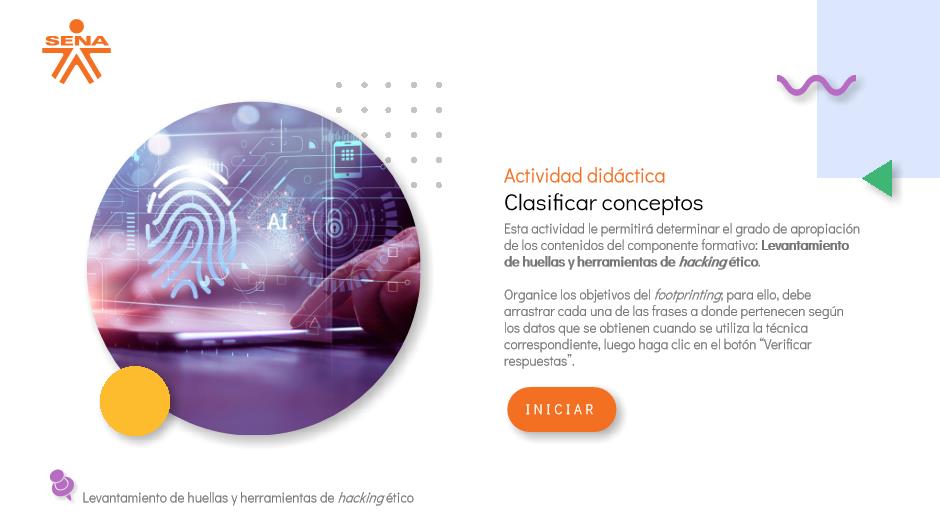 SENA
AI
Actividad didáctica
Clasificar conceptos
Esta actividad le permitirá determinar el grado de apropiación
de los contenidos del componente formativo: Levantamiento
de huellas y herramientas de hacking ético.
Organice los objetivos del footprinting; para ello, debe
arrastrar cada una de las frases a donde pertenecen según
los datos que se obtienen cuando se utiliza la técnica
correspondiente, luego haga clic en el botón “Verificar
respuestas”.
INICIAR
Levantamiento de huellas y herramientas de hacking ético